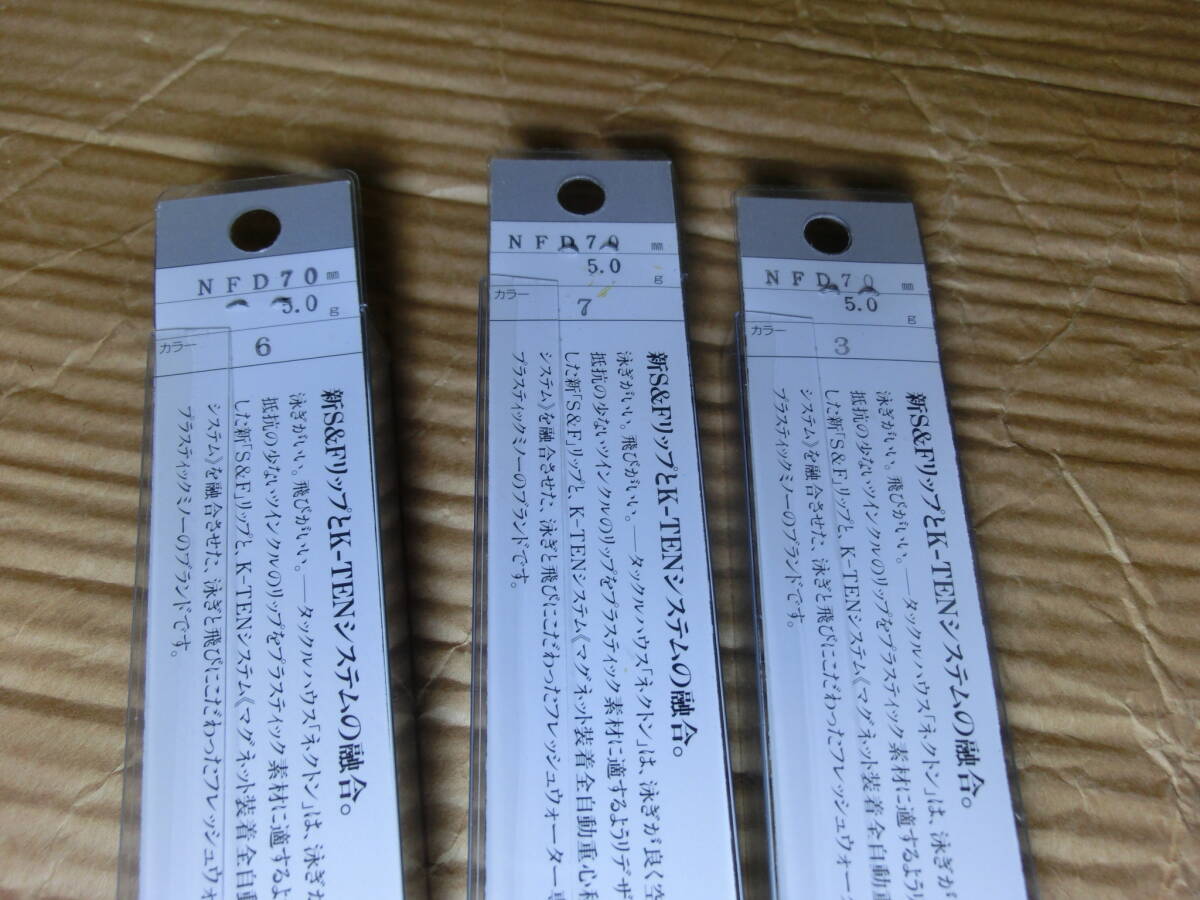 NFD70 mm
5.0 g
カラー 6
新S&FリップとK-TENシステムの融合。
泳ぎがいい。飛びがいい。―タックルハウス「ネクトン」は、泳ぎが
抵抗の少ないツインクルのリップをプラスティック素材に適するよ
した新「S&F」リップと、K-TENシステム《マグネット装着全自動
システム》を融合させた、泳ぎと飛びにこだわったフレッシュウォ
プラスティックミノーのブランドです。
NFD70 mm
5.0 g
カラー 7
新S&FリップとK-TENシステムの融合。
泳ぎがいい。飛びがいい。―タックルハウス「ネクトン」は、泳ぎが良く空
抵抗の少ないツインクルのリップをプラスティック素材に適するようリデザ
した新「S&F」リップと、K-TENシステム《マグネット装着全自動重心移
システム》を融合させた、泳ぎと飛びにこだわったフレッシュウォーター専
プラスティックミノーのブランドです。
NFD70 mm
5.0 g
カラー 3
新S&FリップとK-TENシステムの融合。
泳ぎがいい。飛びがいい。―タックルハウス「ネクトン」は、泳ぎが
抵抗の少ないツインクルのリップをプラスティック素材に適するようリ
した新「S&F」リップと、K-TENシステム《マグネット装着全自動
システム》を融合させた、泳ぎと飛びにこだわったフレッシュウォータ
プラスティックミノーのブランドです。